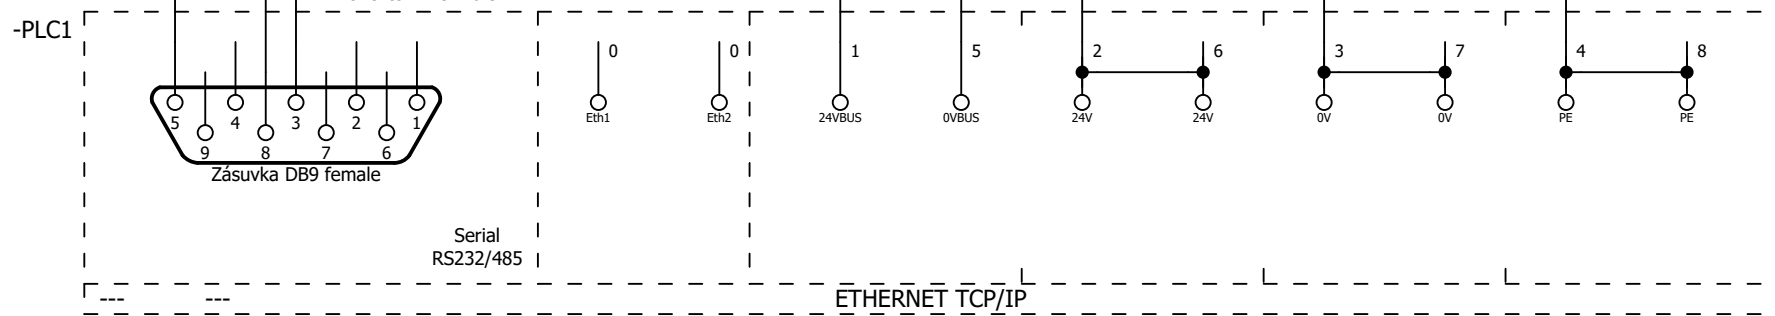 -PLC1
0
0
1
5
2
6
3
7
4
8
5
4
3
2
1
Eth1
Eth2
24VBUS
0VBUS
24V
24V
0V
0V
PE
PE
9
8
7
6
Zásuvka DB9 female
Serial
RS232/485
---
---
ETHERNET TCP/IP